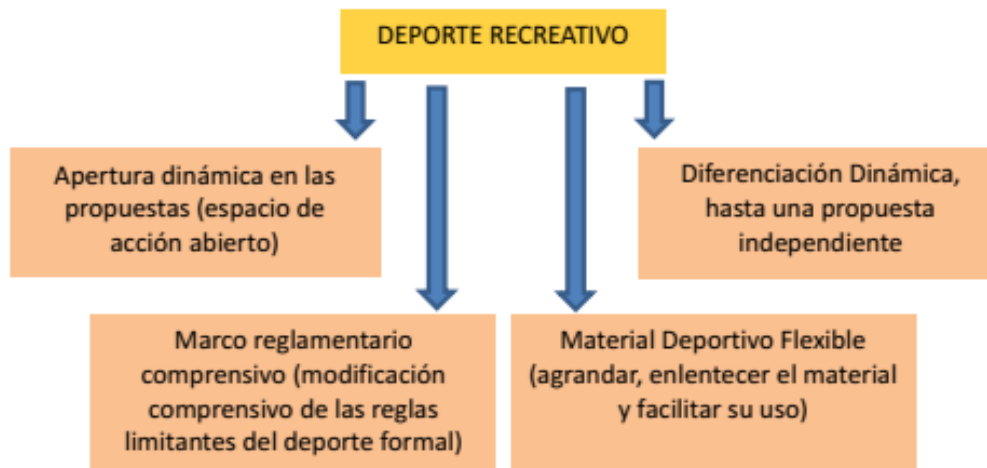 DEPORTE RECREATIVO
Apertura dinámica en las
propuestas (espacio de
acción abierto)
Diferenciación Dinámica,
hasta una propuesta
independiente
Marco reglamentario
comprensivo (modificación
comprensivo de las reglas
limitantes del deporte formal)
Material Deportivo Flexible
(agrandar, enlentecer el material
y facilitar su uso)